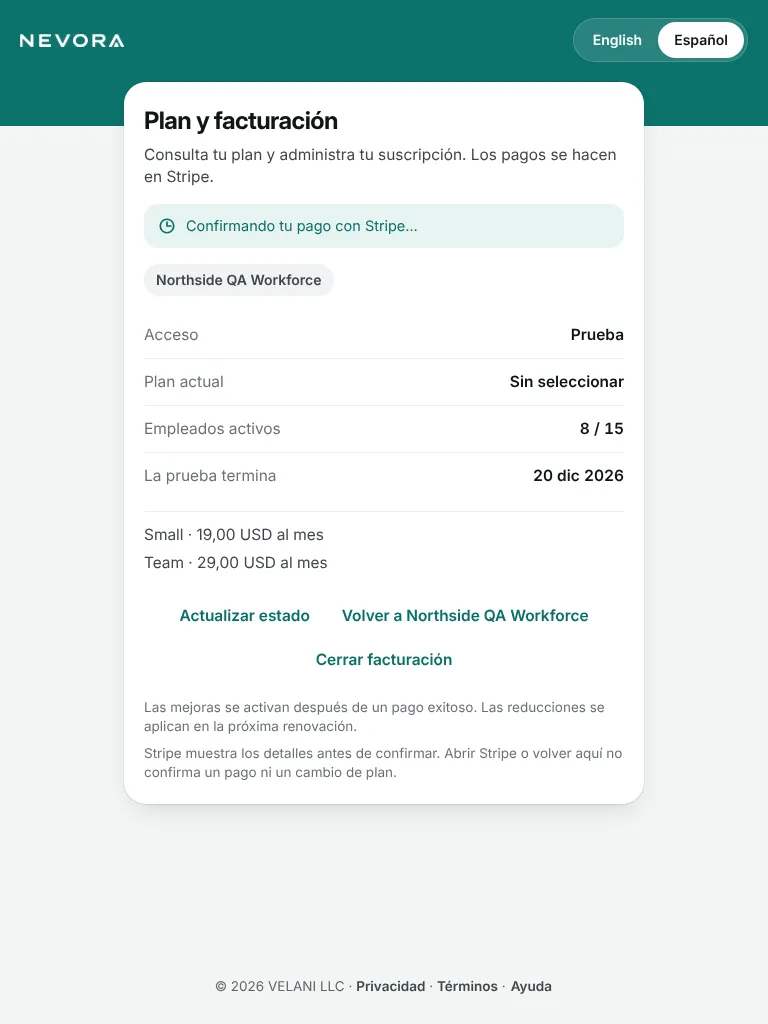 NEVORA
English
Español
Plan y facturación
Consulta tu plan y administra tu suscripción. Los pagos se hacen
en Stripe.
Confirmando tu pago con Stripe...
Northside QA Workforce
Acceso Prueba
Plan actual Sin seleccionar
Empleados activos 8 / 15
La prueba termina 20 dic 2026
Small · 19,00 USD al mes
Team · 29,00 USD al mes
Actualizar estado Volver a Northside QA Workforce
Cerrar facturación
Las mejoras se activan después de un pago exitoso. Las reducciones se
aplican en la próxima renovación.
Stripe muestra los detalles antes de confirmar. Abrir Stripe o volver aquí no
confirma un pago ni un cambio de plan.
© 2026 VELANI LLC · Privacidad · Términos · Ayuda